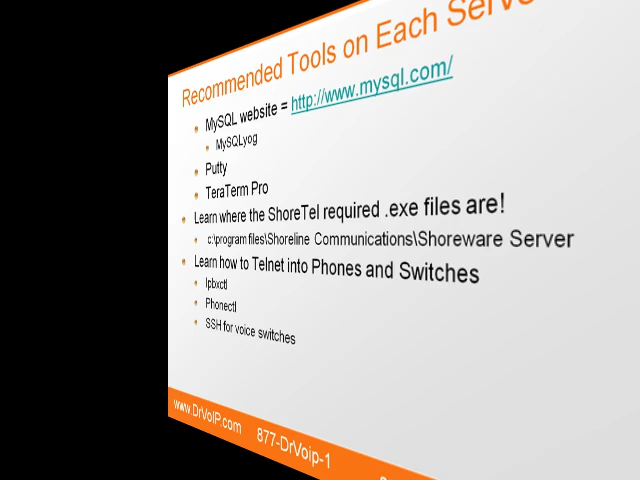 Recommended Tools on Each
MySQL website = http://www.mysql.com/
MySQLyog
Putty
TeraTerm Pro
Learn where the ShoreTel required .exe files are!
c:\program files\Shoreline Communications\Shoreware Server
Learn how to Telnet into Phones and Switches
Ipbxctl
Phonectl
SSH for voice switches
www.DrVoIP.com 877-DrVoip-1